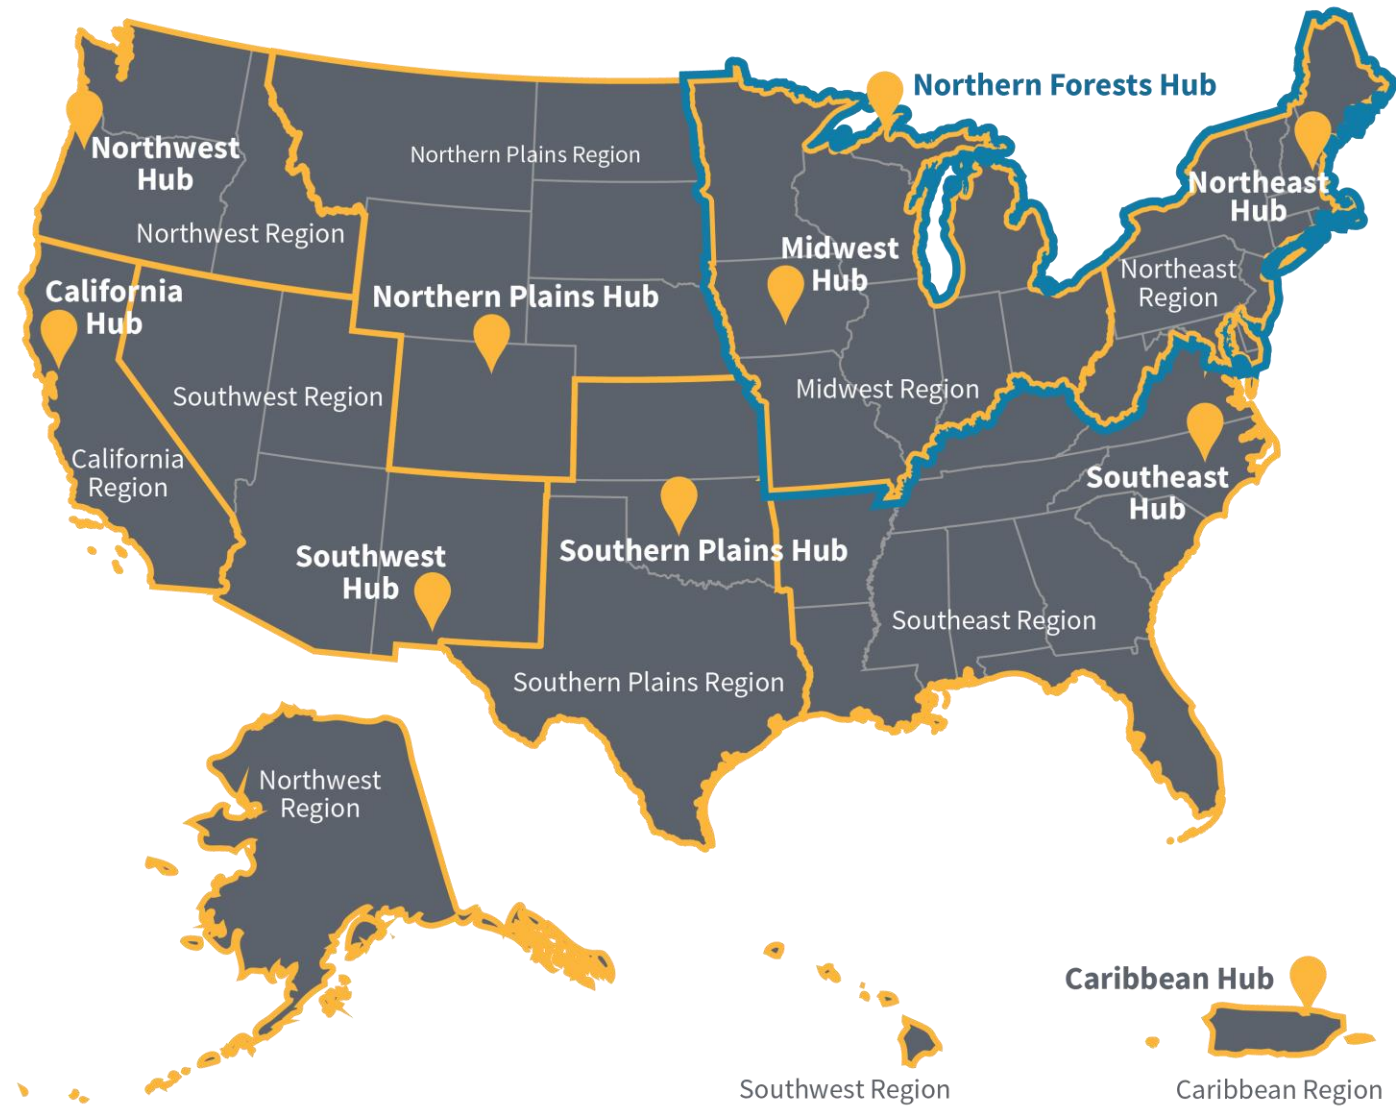 Northern Forests Hub
Northwest
Hub
Northern Plains Region
Northeast
Hub
Northwest Region
Midwest
Hub
Northeast
Region
California
Hub
Northern Plains Hub
Southwest Region
Midwest Region
California
Region
Southeast
Hub
Southwest
Hub
Southern Plains Hub
Southeast Region
Southern Plains Region
Northwest
Region
Caribbean Hub
Southwest Region
Caribbean Region